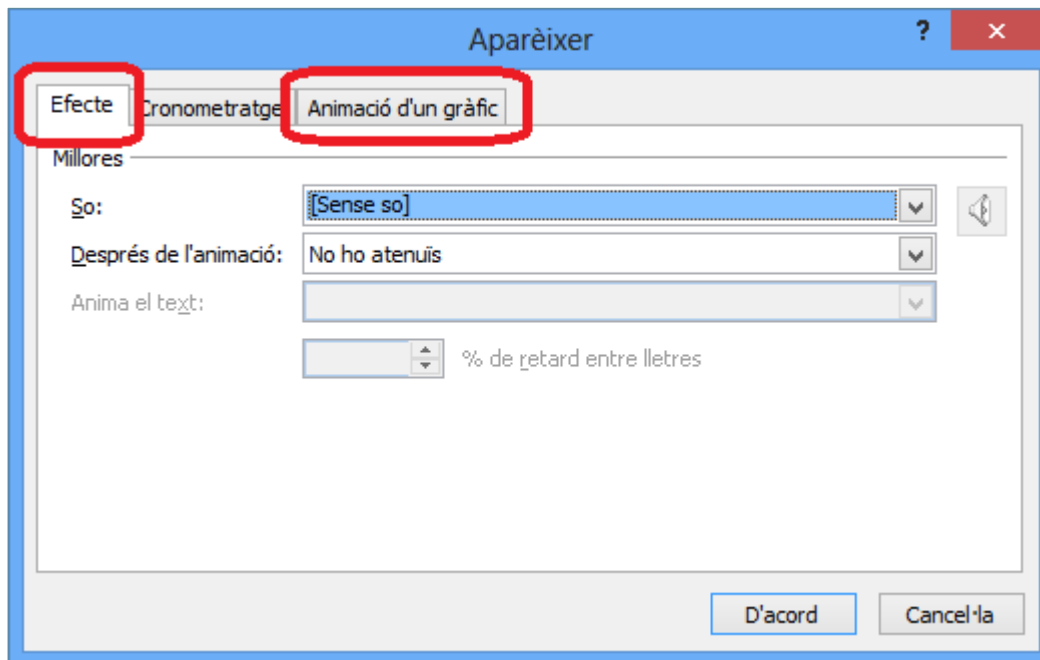 Aparèixer ?
Efecte Cronometratge Animació d'un gràfic
Millores
So: [Sense so]
Després de l'animació: No ho atenuïs
Anima el text:
% de retard entre lletres
D'acord Cancel·la